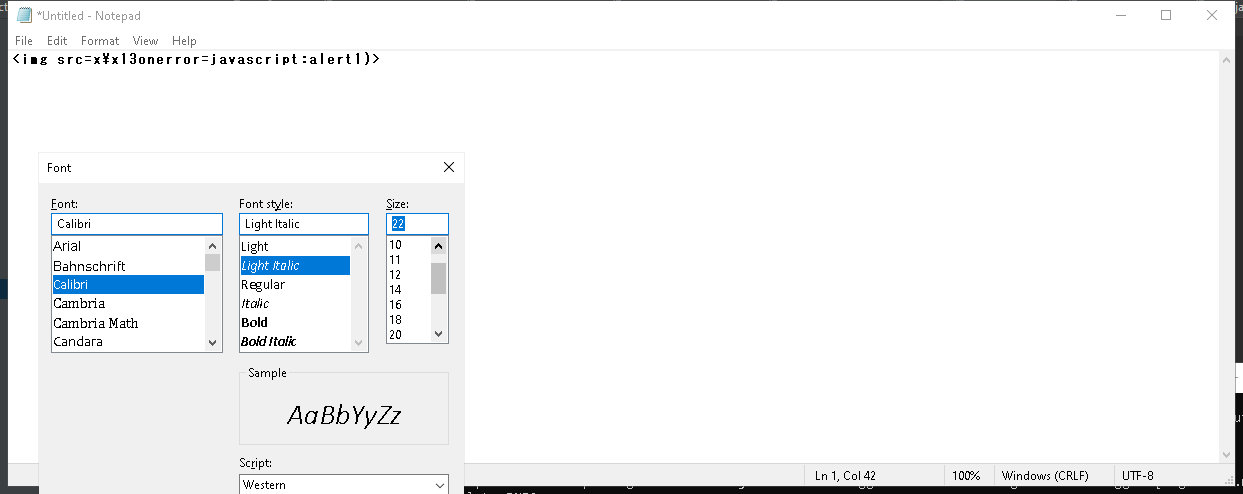 *Untitled - Notepad
File Edit Format View Help
<img src=x¥x13onerror=javascript:alert1)>
Font
Font: Font style: Size:
Calibri Light Italic 22
Arial Light 10
Bahnschrift Light Italic 11
Calibri Regular 12
Cambria Italic 14
Cambria Math Bold 16
Candara Bold Italic 18
20
Sample
AaBbYyZz
Script:
Western
Ln 1, Col 42 100% Windows (CRLF) UTF-8